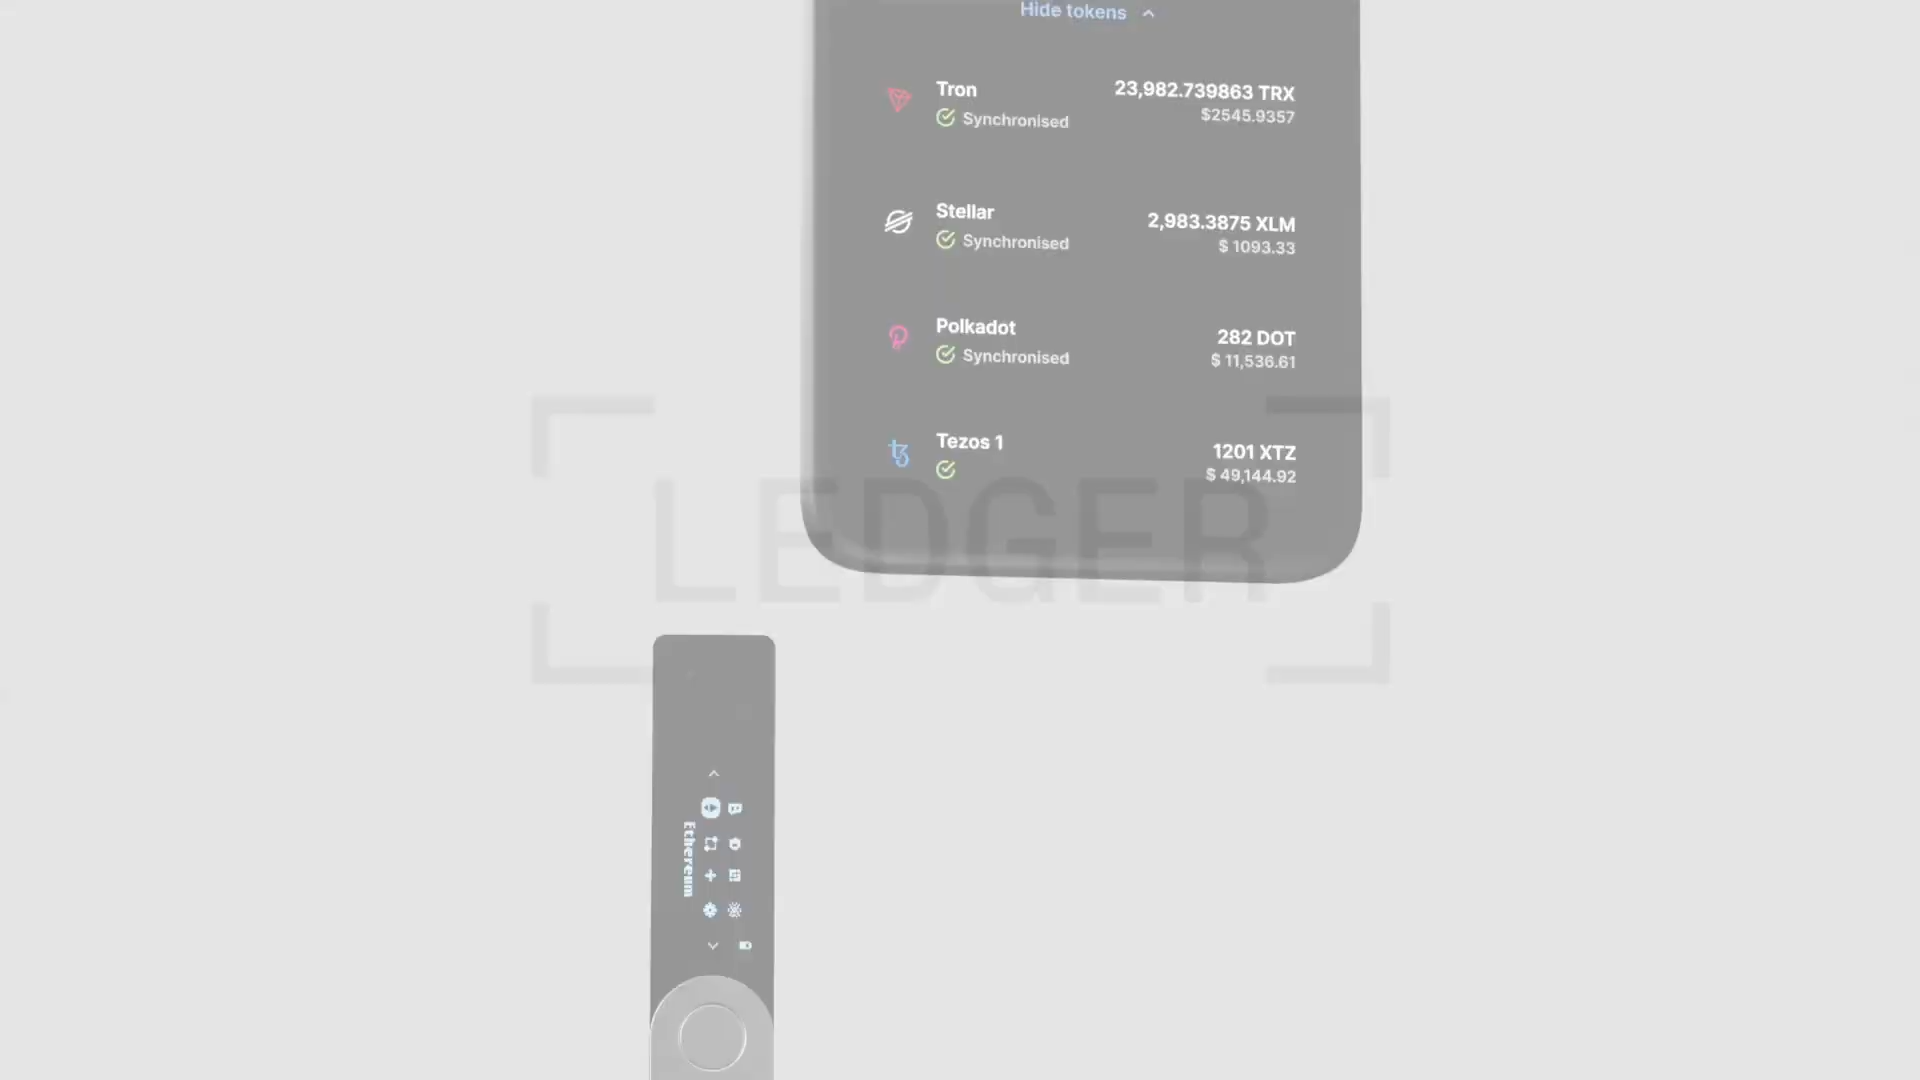 Hide tokens
Tron
23,982.739863 TRX
Synchronised
$2545.9357
Stellar
2,983.3875 XLM
Synchronised
$ 1093.33
Polkadot
282 DOT
Synchronised
$ 11,536.61
Tezos 1
1201 XTZ
$ 49,144.92
LEDGER
Ethereum